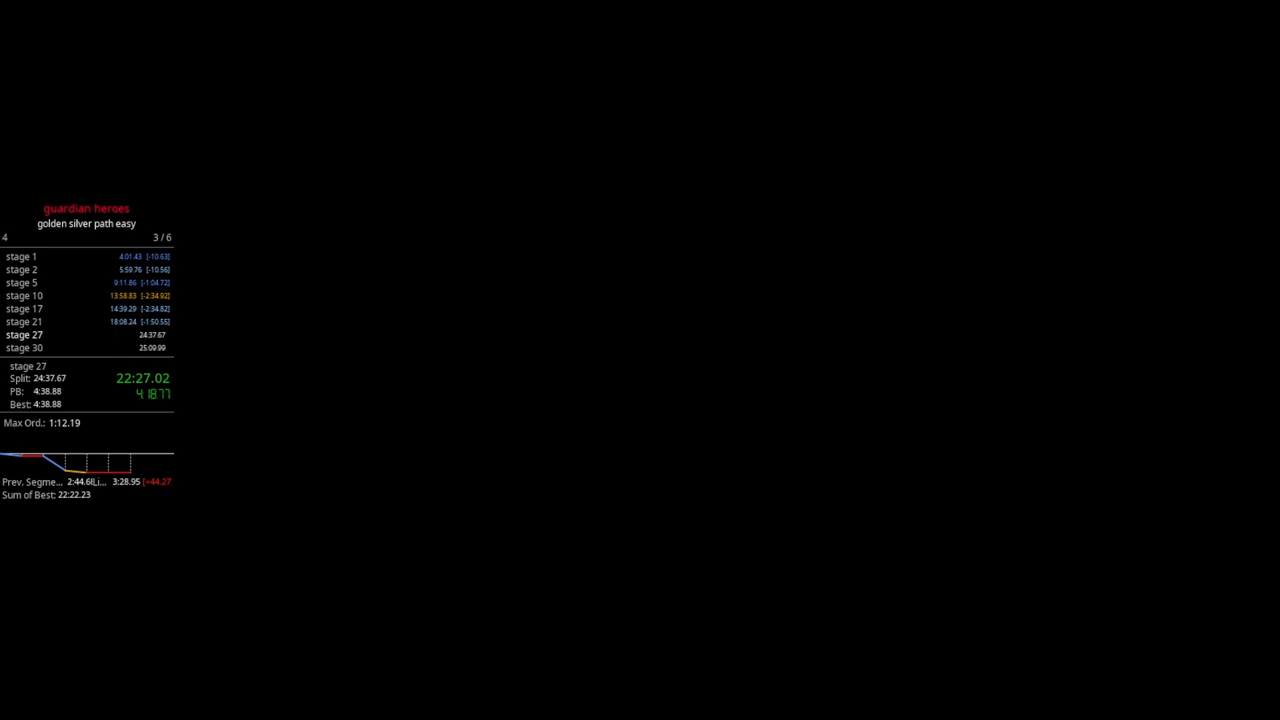 guardian heroes
golden silver path easy
4 3 / 6
stage 1 4:01.43 [-10.63]
stage 2 5:59.76 [-10.56]
stage 5 9:11.86 [-1:04.72]
stage 10 13:58.83 [-2:34.92]
stage 17 14:39.29 [-2:34.82]
stage 21 18:08.24 [-1:50.55]
stage 27 24:37.67
stage 30 25:09.99
stage 27
Split: 24:37.67 22:27.02
PB: 4:38.88 4 18.77
Best: 4:38.88
Max Ord.: 1:12.19
Prev. Segme... 2:44.68 Li... 3:28.95 [+44.27
Sum of Best: 22:22.23